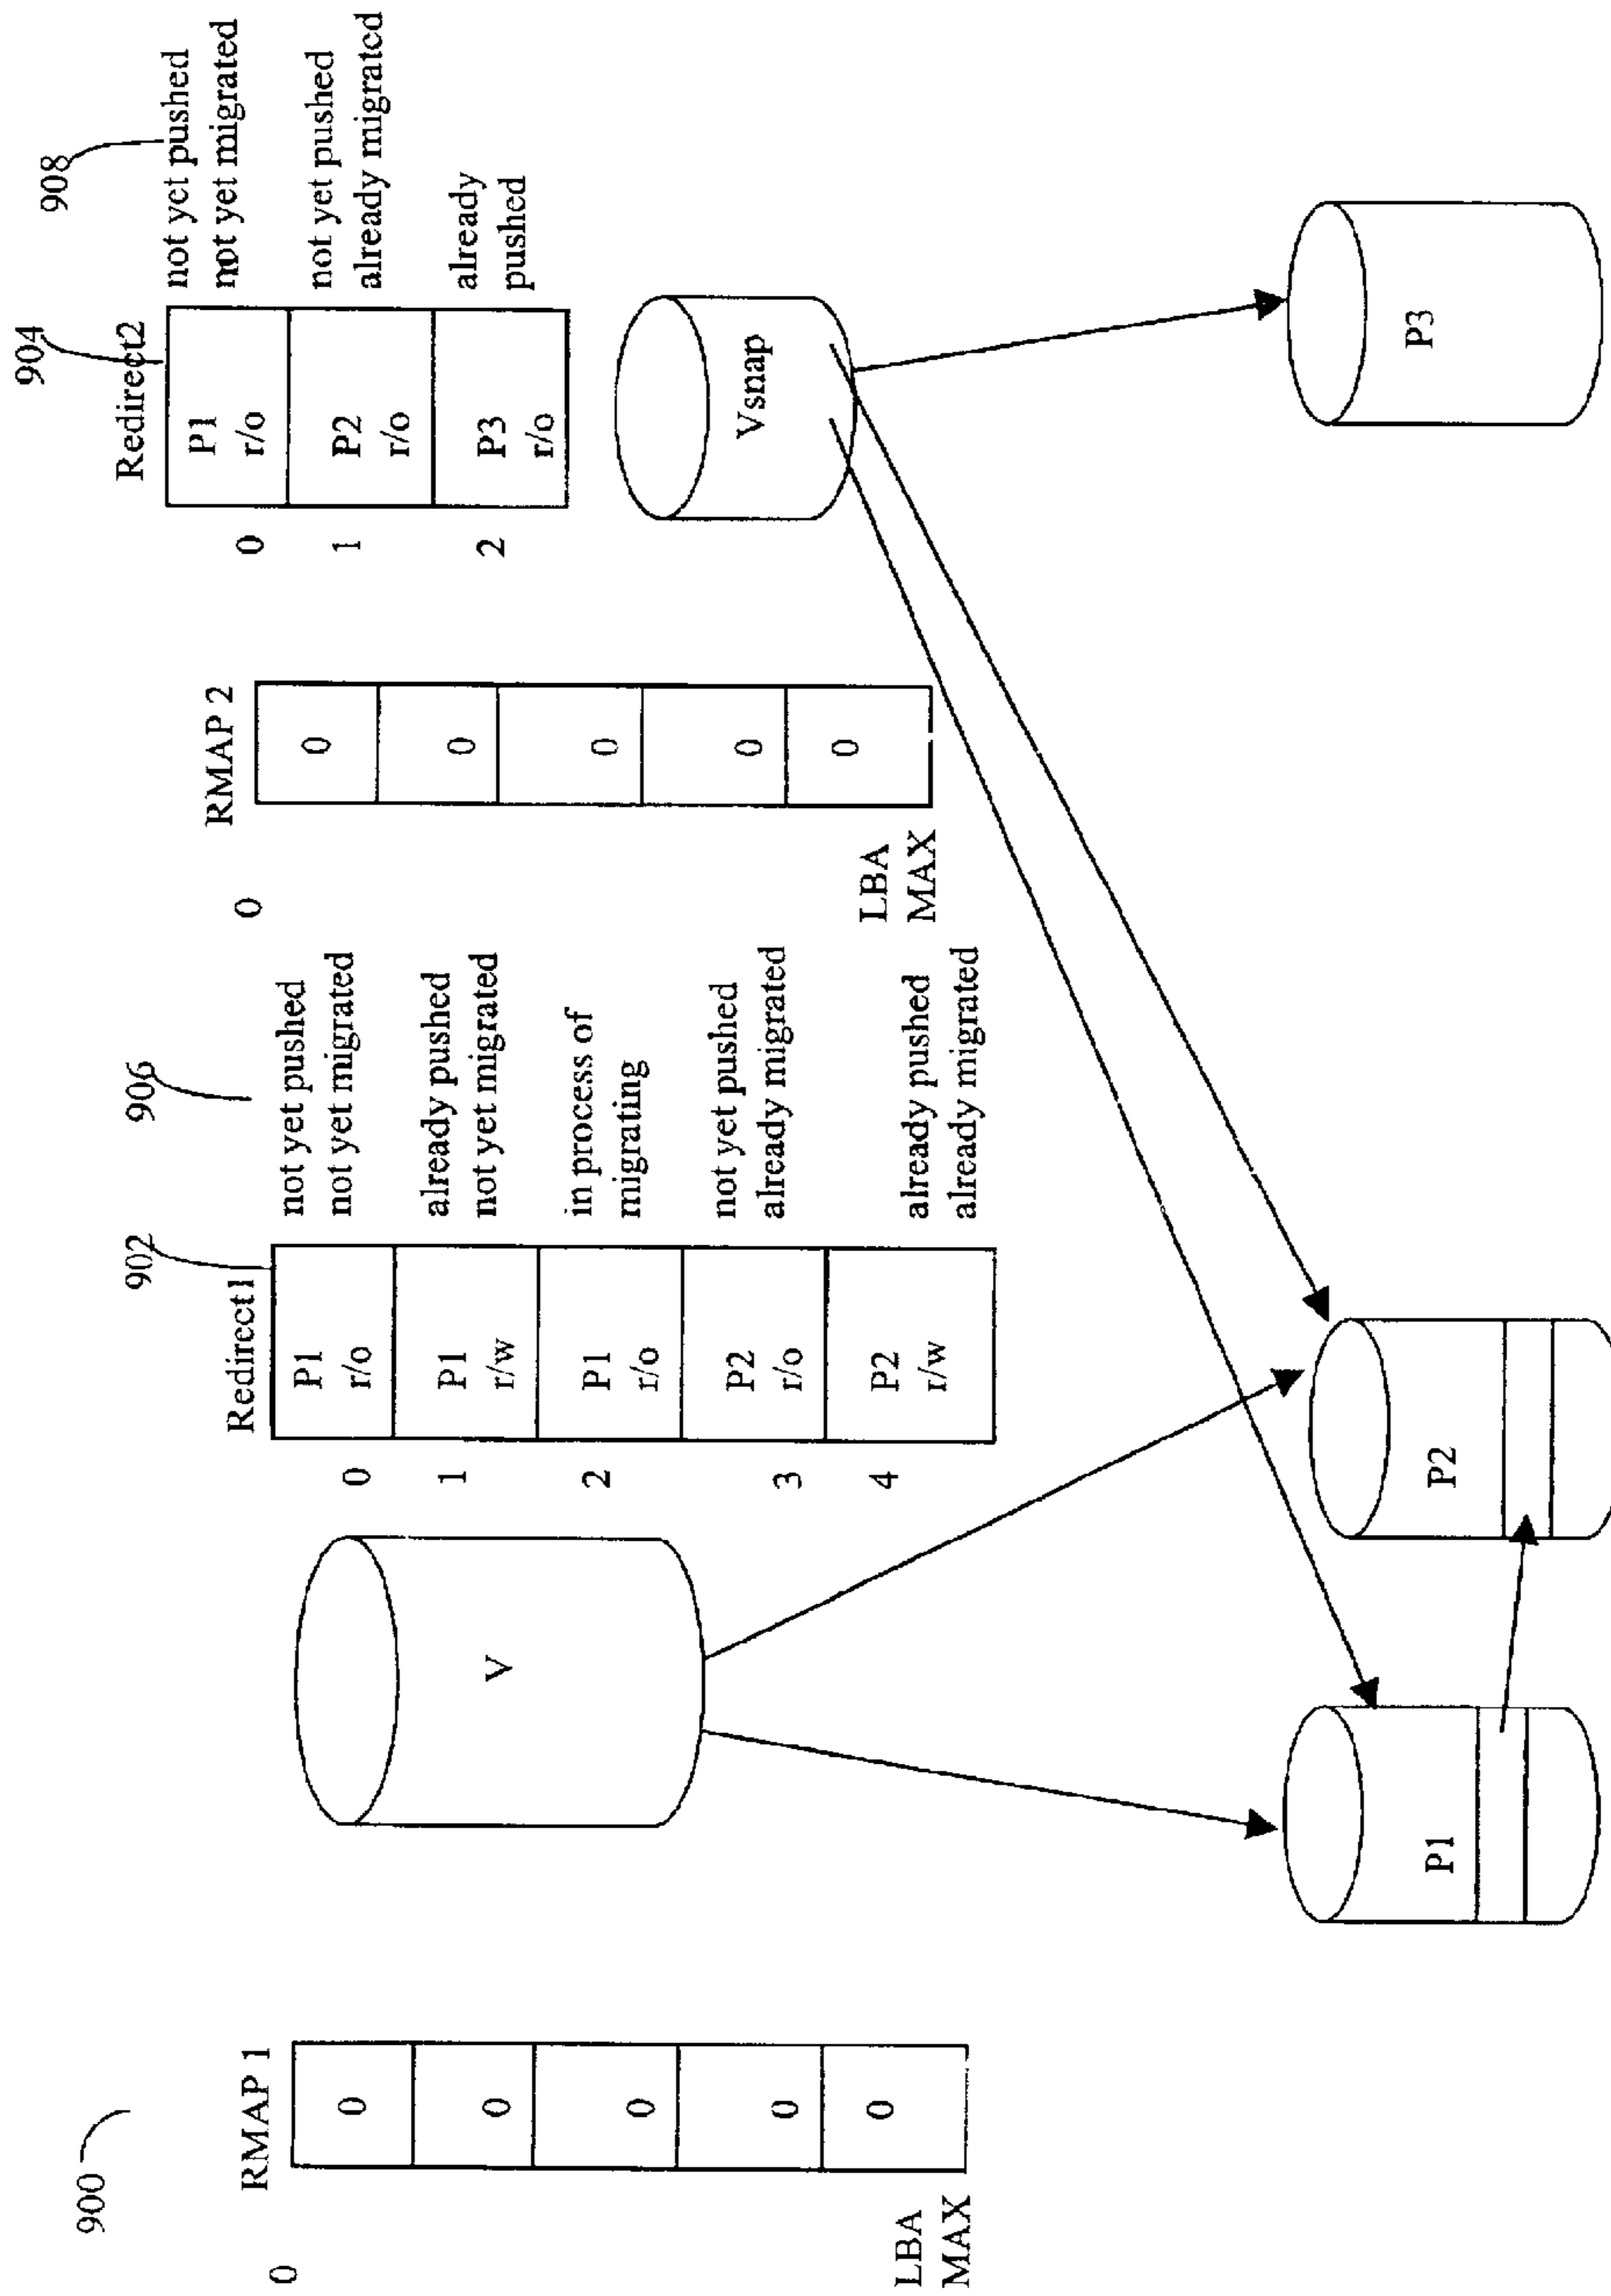 900
RMAP 1
0
0
0
0
0
0
LBA
MAX
V
902
Redirect1
0
P1
r/o
1
P1
r/w
2
P1
r/o
3
P2
r/o
4
P2
r/w
906
not yet pushed
not yet migrated
already pushed
not yet migrated
in process of
migrating
not yet pushed
already migrated
already pushed
already migrated
RMAP 2
0
0
0
0
0
0
LBA
MAX
904
Redirect2
0
P1
r/o
1
P2
r/o
2
P3
r/o
908
not yet pushed
not yet migrated
not yet pushed
already migrated
already
pushed
Vsnap
P1
P2
P3